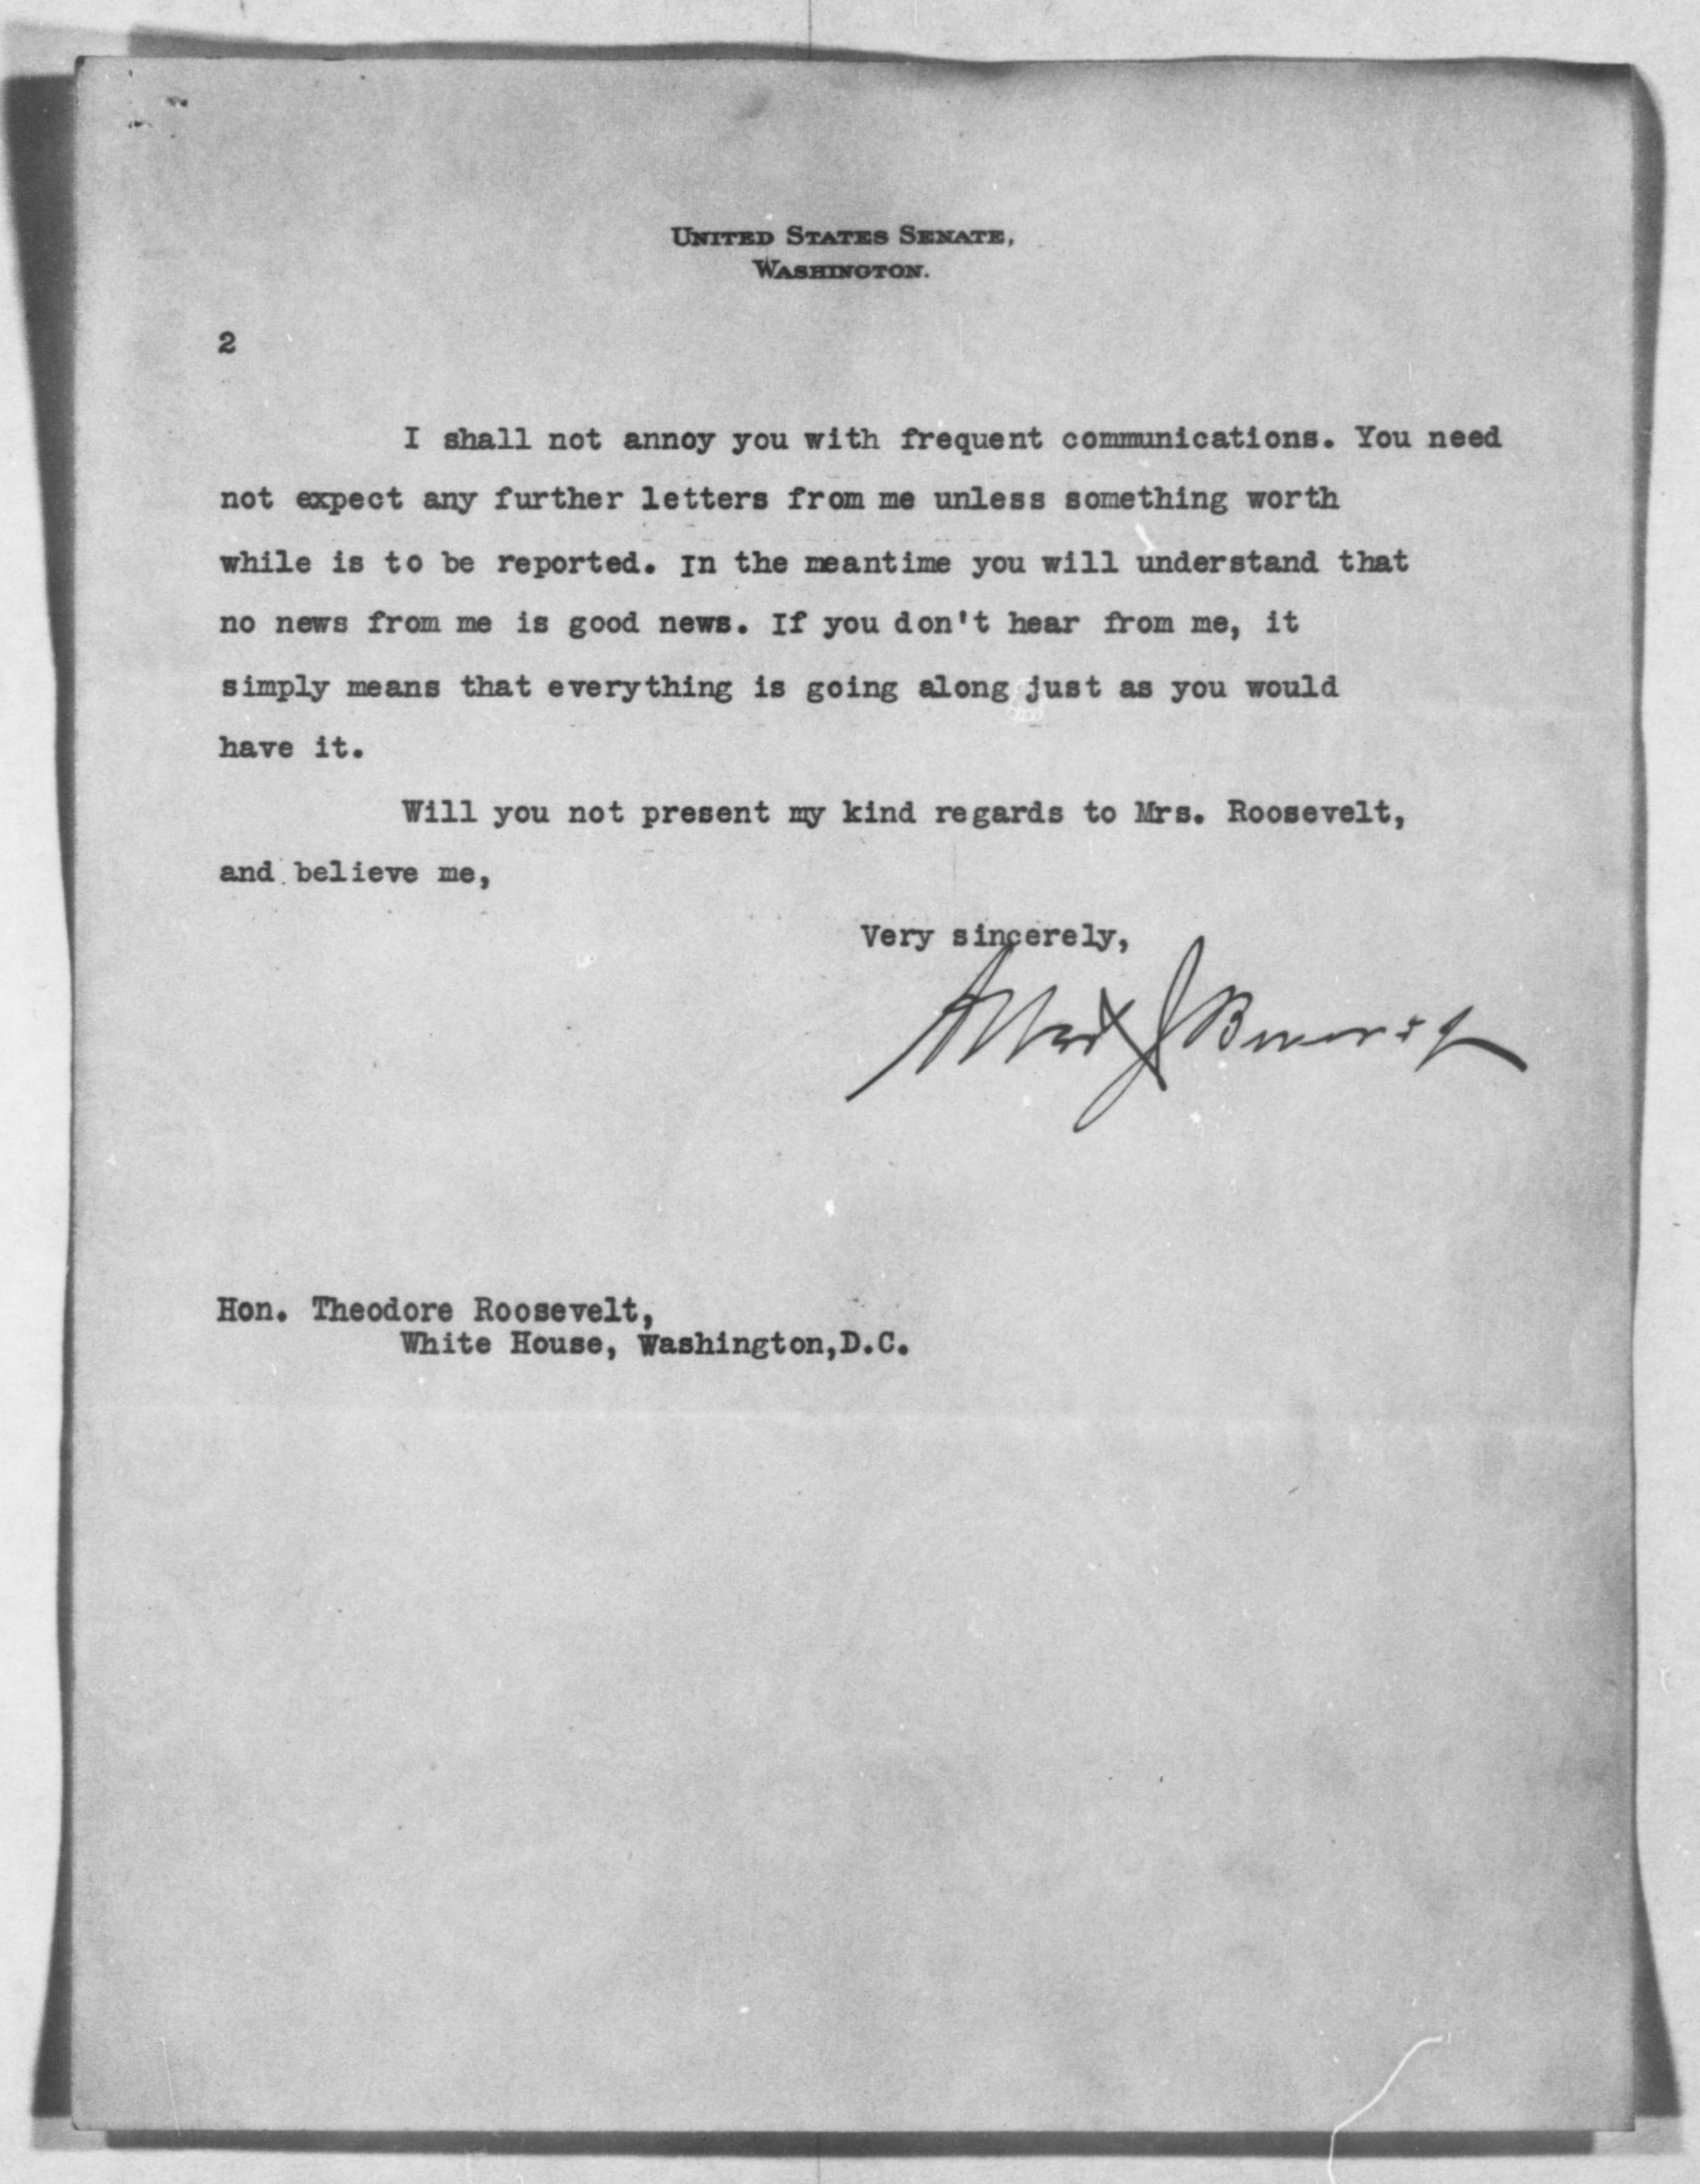 UNITED STATES SENATE,
WASHINGTON.
2
I shall not annoy you with frequent communications. You need
not expect any further letters from me unless something worth
while is to be reported. In the meantime you will understand that
no news from me is good news. If you don't hear from me, it
simply means that everything is going along just as you would
have it.
Will you not present my kind regards to Mrs. Roosevelt,
and believe me,
Very sincerely,
Albert J Beveridge
Hon. Theodore Roosevelt,
White House, Washington,D.C.